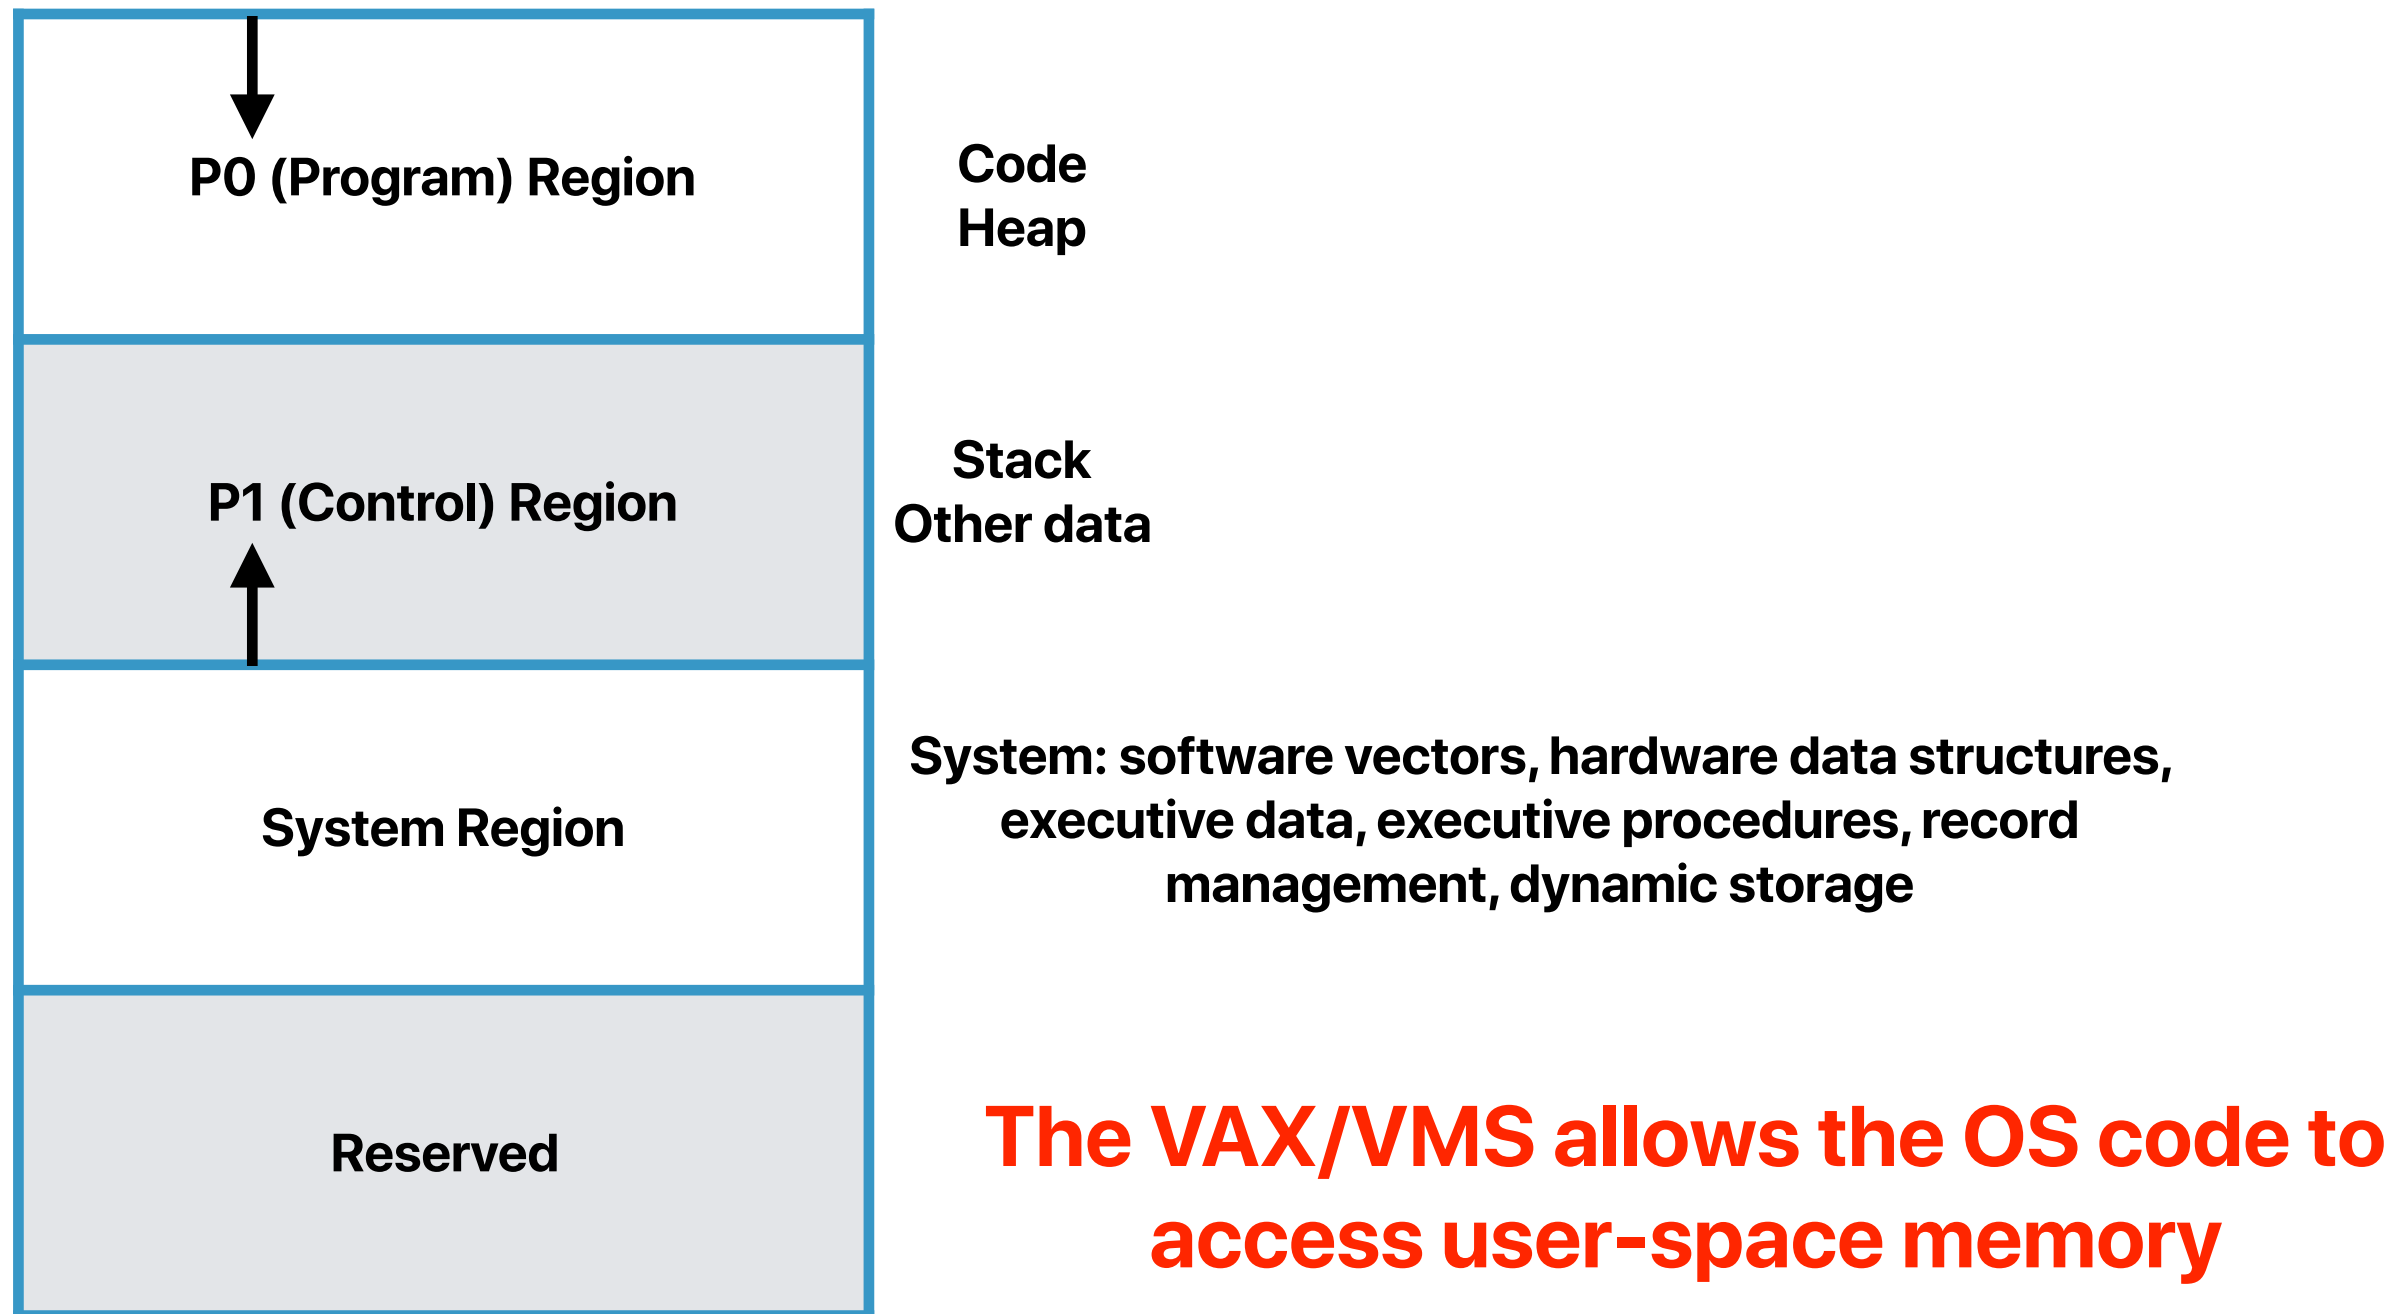 P0 (Program) Region
Code
Heap
P1 (Control) Region
Stack
Other data
System Region
System: software vectors, hardware data structures,
executive data, executive procedures, record
management, dynamic storage
Reserved
The VAX/VMS allows the OS code to
access user-space memory